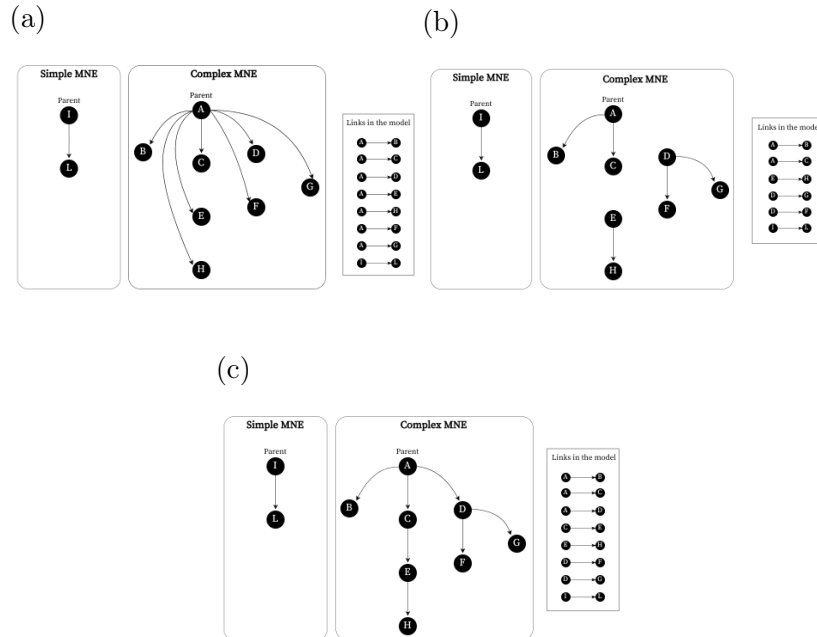 (a)
Simple MNE
Parent
I
L
Complex MNE
Parent
A
B
C
D
G
E
F
H
Links in the model
A B
A C
A D
A E
A H
A F
A G
I L
(b)
Simple MNE
Parent
I
L
Complex MNE
Parent
A
B
C
D
G
F
E
H
Links in the model
A B
A C
E H
D G
D F
I L
(c)
Simple MNE
Parent
I
L
Complex MNE
Parent
A
B
C
D
G
F
E
H
Links in the model
A B
A C
A D
C E
E H
D F
D G
I L